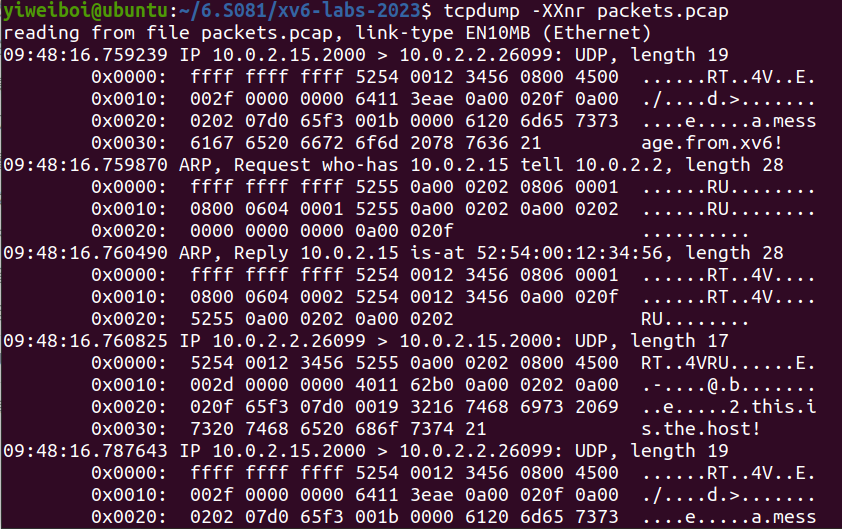 yiweiboi@ubuntu:~/6.S081/xv6-labs-2023$ tcpdump -XXnr packets.pcap
reading from file packets.pcap, link-type EN10MB (Ethernet)
09:48:16.759239 IP 10.0.2.15.2000 > 10.0.2.2.26099: UDP, length 19
0x0000:  ffff ffff ffff 5254 0012 3456 0800 4500  ......RT..4V..E.
0x0010:  002f 0000 0000 6411 3eae 0a00 020f 0a00  ./....d.>.......
0x0020:  0202 07d0 65f3 001b 0000 6120 6d65 7373  ....e.....a.mess
0x0030:  6167 6520 6672 6f6d 2078 7636 21  age.from.xv6!
09:48:16.759870 ARP, Request who-has 10.0.2.15 tell 10.0.2.2, length 28
0x0000:  ffff ffff ffff 5255 0a00 0202 0806 0001  ......RU........
0x0010:  0800 0604 0001 5255 0a00 0202 0a00 0202  ......RU........
0x0020:  0000 0000 0000 0a00 020f  ..........
09:48:16.760490 ARP, Reply 10.0.2.15 is-at 52:54:00:12:34:56, length 28
0x0000:  ffff ffff ffff 5254 0012 3456 0806 0001  ......RT..4V....
0x0010:  0800 0604 0002 5254 0012 3456 0a00 020f  ......RT..4V....
0x0020:  5255 0a00 0202 0a00 0202  RU........
09:48:16.760825 IP 10.0.2.2.26099 > 10.0.2.15.2000: UDP, length 17
0x0000:  5254 0012 3456 5255 0a00 0202 0800 4500  RT..4VRU......E.
0x0010:  002d 0000 0000 4011 62b0 0a00 0202 0a00  .-....@.b.......
0x0020:  020f 65f3 07d0 0019 3216 7468 6973 2069  ..e.....2.this.i
0x0030:  7320 7468 6520 686f 7374 21  s.the.host!
09:48:16.787643 IP 10.0.2.15.2000 > 10.0.2.2.26099: UDP, length 19
0x0000:  ffff ffff ffff 5254 0012 3456 0800 4500  ......RT..4V..E.
0x0010:  002f 0000 0000 6411 3eae 0a00 020f 0a00  ./....d.>.......
0x0020:  0202 07d0 65f3 001b 0000 6120 6d65 7373  ....e.....a.mess